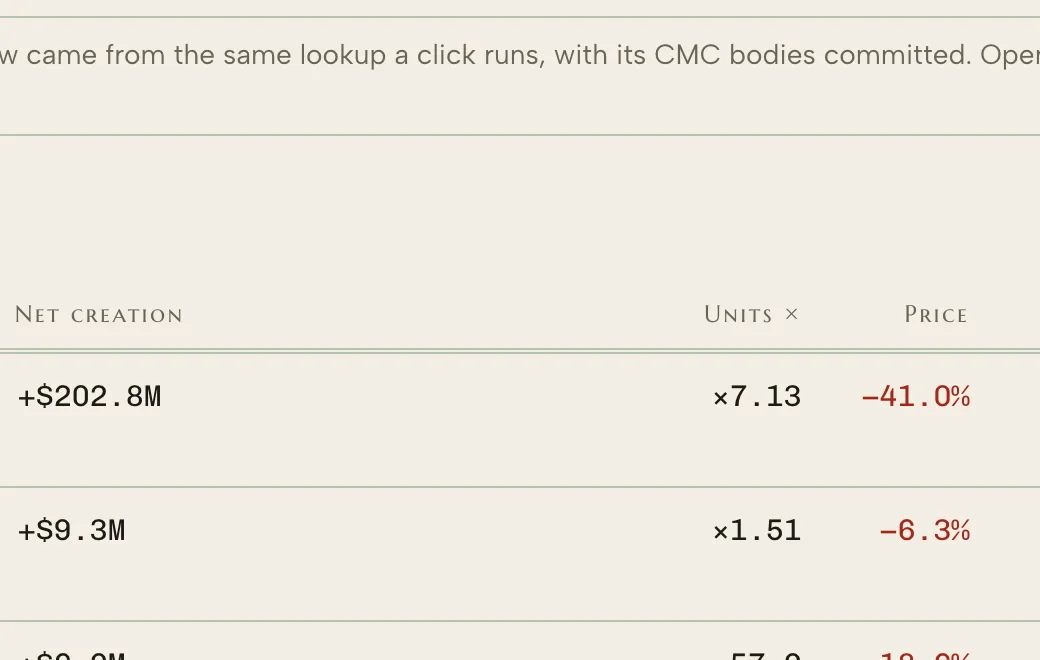 came from the same lookup a click runs, with its CMC bodies committed.
Net creation Units × Price
+$202.8M ×7.13 −41.0%
+$9.3M ×1.51 −6.3%